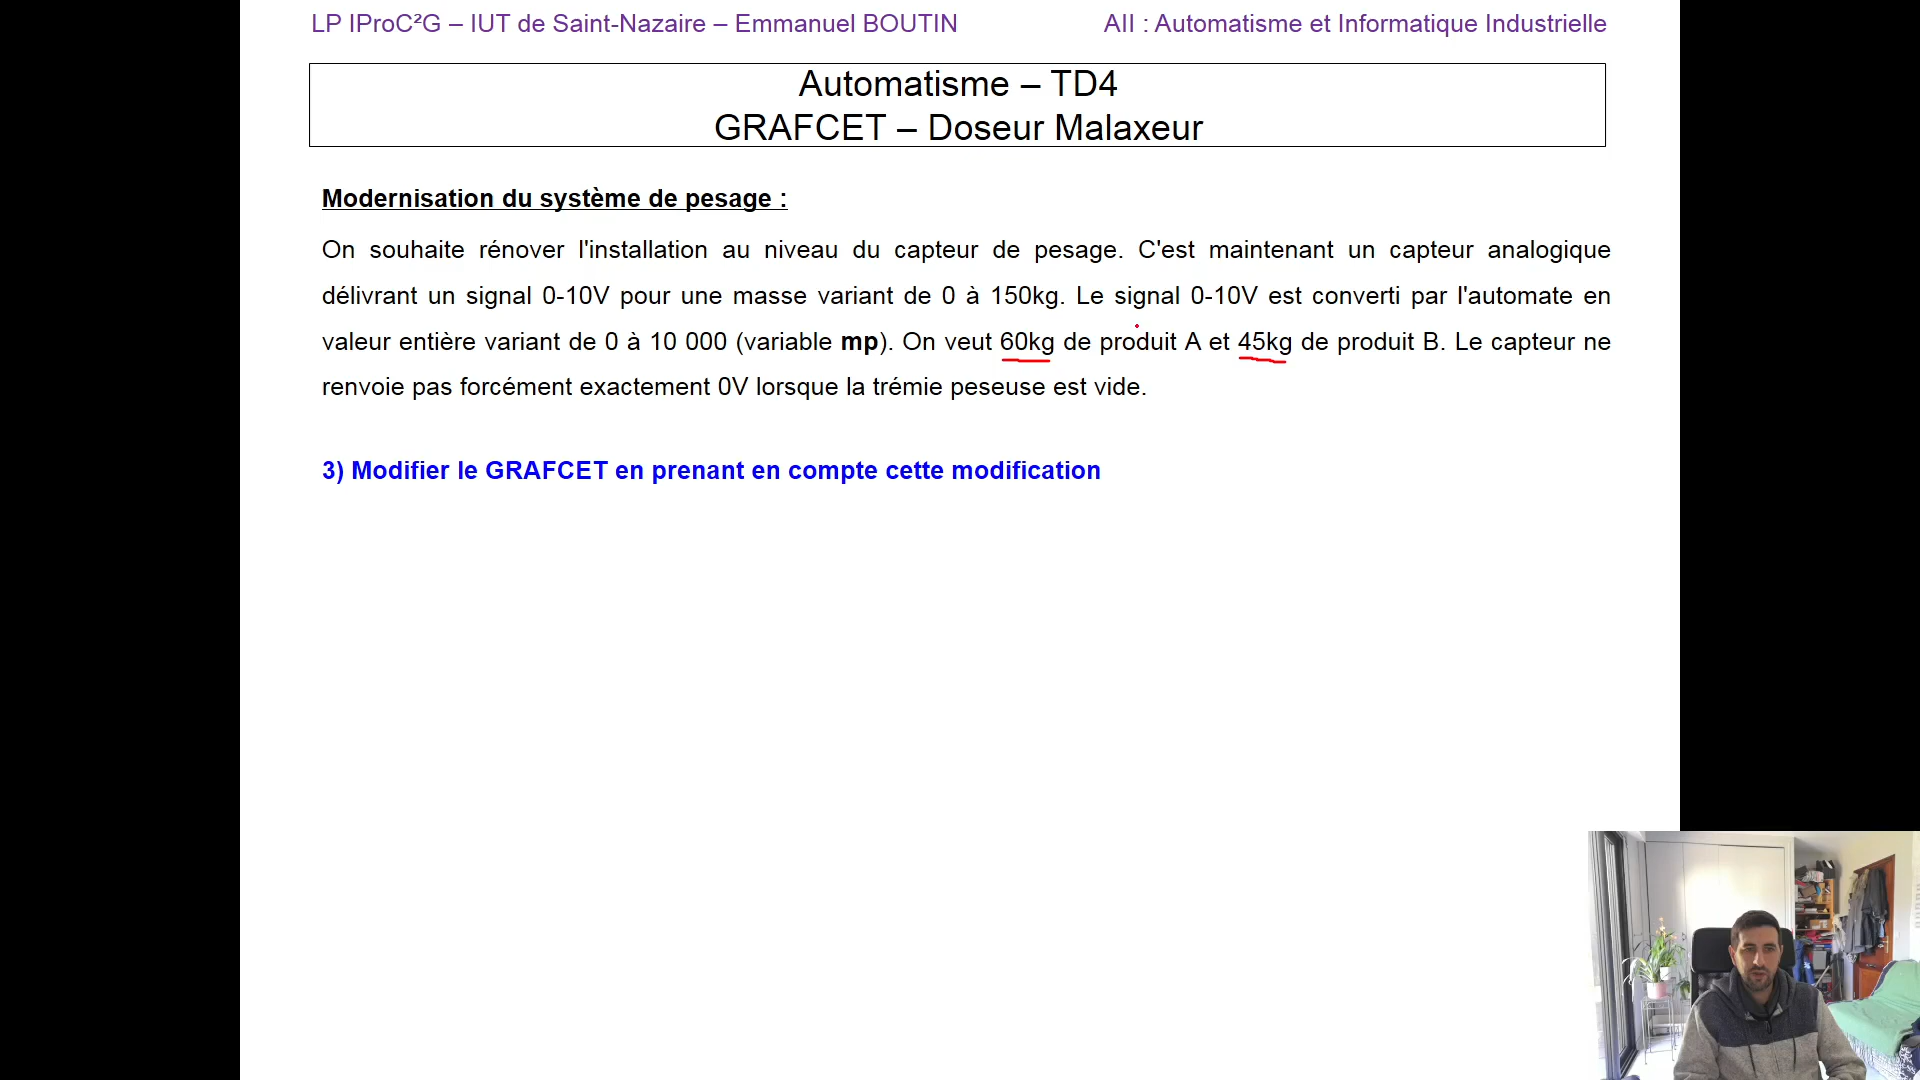 LP IProC²G – IUT de Saint-Nazaire – Emmanuel BOUTIN AII : Automatisme et Informatique Industrielle
Automatisme – TD4
GRAFCET – Doseur Malaxeur
Modernisation du système de pesage :
On souhaite rénover l'installation au niveau du capteur de pesage. C'est maintenant un capteur analogique
délivrant un signal 0-10V pour une masse variant de 0 à 150kg. Le signal 0-10V est converti par l'automate en
valeur entière variant de 0 à 10 000 (variable mp). On veut 60kg de produit A et 45kg de produit B. Le capteur ne
renvoie pas forcément exactement 0V lorsque la trémie peseuse est vide.
3) Modifier le GRAFCET en prenant en compte cette modification